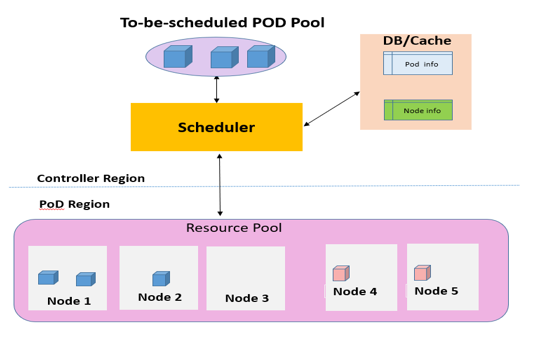 To-be-scheduled POD Pool
DB/Cache
Pod info
Node info
Scheduler
Controller Region
PoD Region
Resource Pool
Node 1
Node 2
Node 3
Node 4
Node 5